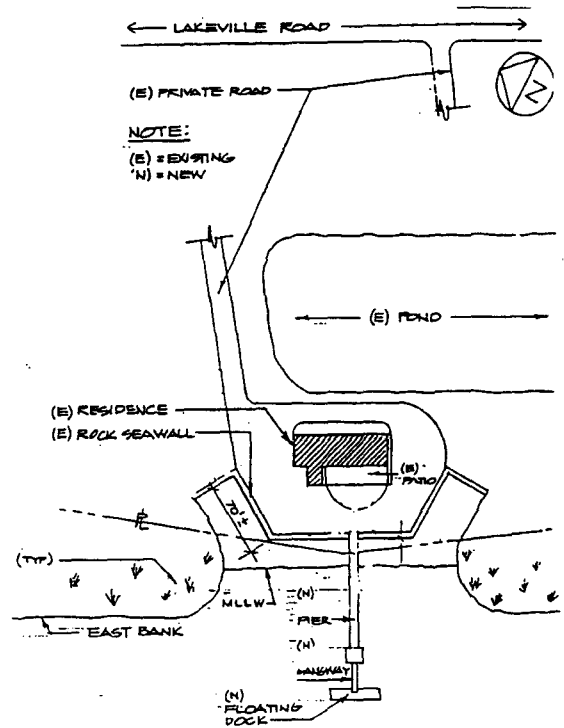 LAKEVILLE ROAD
(E) PRIVATE ROAD
N
NOTE:
(E) = EXISTING
'N) = NEW
(E) POND
(E) RESIDENCE
(E) ROCK SEAWALL
(E)
PATIO
70'±
PL
(TYP)
MLLW
(N)
PIER
EAST BANK
(N)
GANGWAY
(N)
FLOATING
DOCK